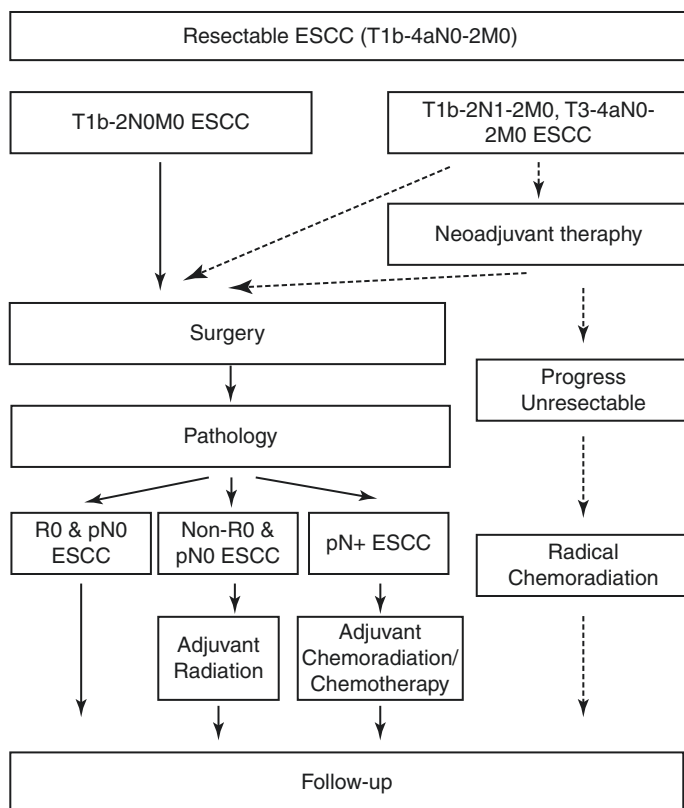 Resectable ESCC (T1b-4aN0-2M0)
T1b-2N0M0 ESCC
T1b-2N1-2M0, T3-4aN0-
2M0 ESCC
Neoadjuvant theraphy
Surgery
Progress
Unresectable
Pathology
R0 & pN0
ESCC
Non-R0 &
pN0 ESCC
pN+ ESCC
Radical
Chemoradiation
Adjuvant
Radiation
Adjuvant
Chemoradiation/
Chemotherapy
Follow-up